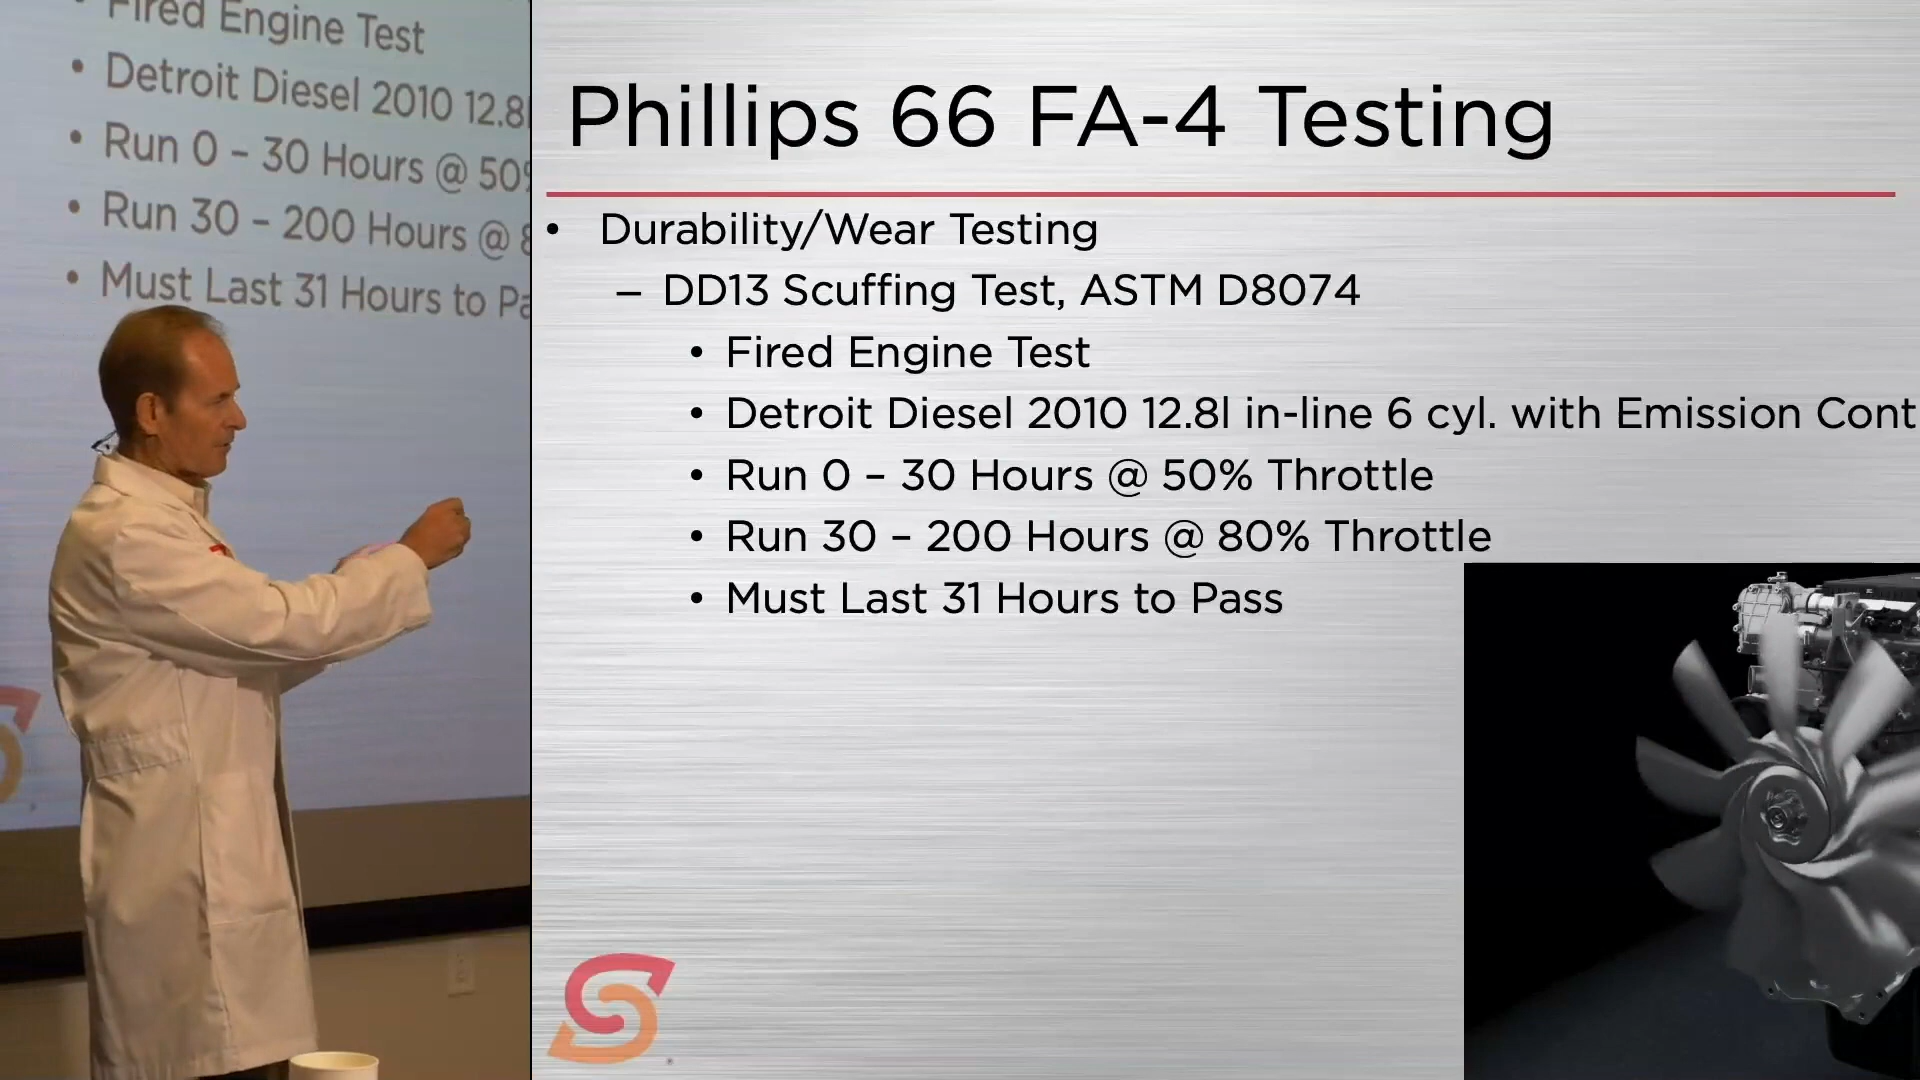 Fired Engine Test
• Detroit Diesel 2010 12.8l
• Run 0 – 30 Hours @ 50%
• Run 30 – 200 Hours @ 8
• Must Last 31 Hours to Pa
Phillips 66 FA-4 Testing
• Durability/Wear Testing
– DD13 Scuffing Test, ASTM D8074
• Fired Engine Test
• Detroit Diesel 2010 12.8l in-line 6 cyl. with Emission Cont
• Run 0 – 30 Hours @ 50% Throttle
• Run 30 – 200 Hours @ 80% Throttle
• Must Last 31 Hours to Pass